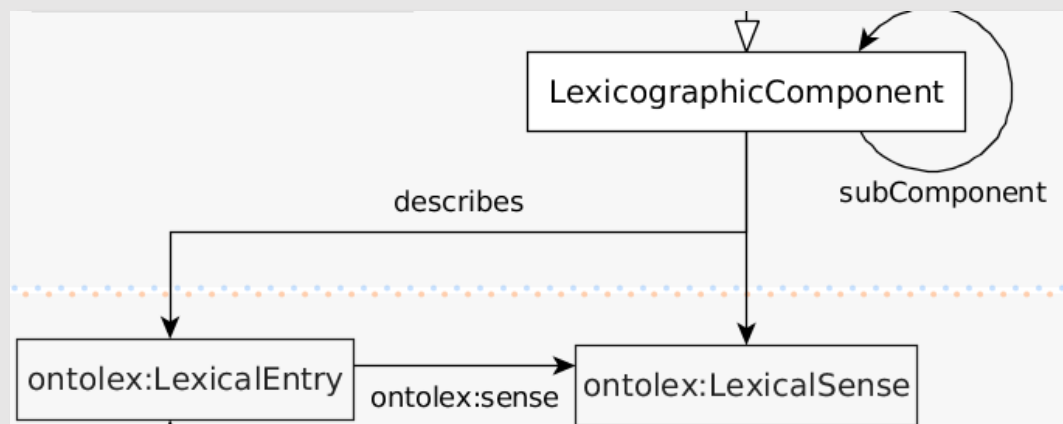 LexicographicComponent
subComponent
describes
ontolex:LexicalEntry
ontolex:sense
ontolex:LexicalSense